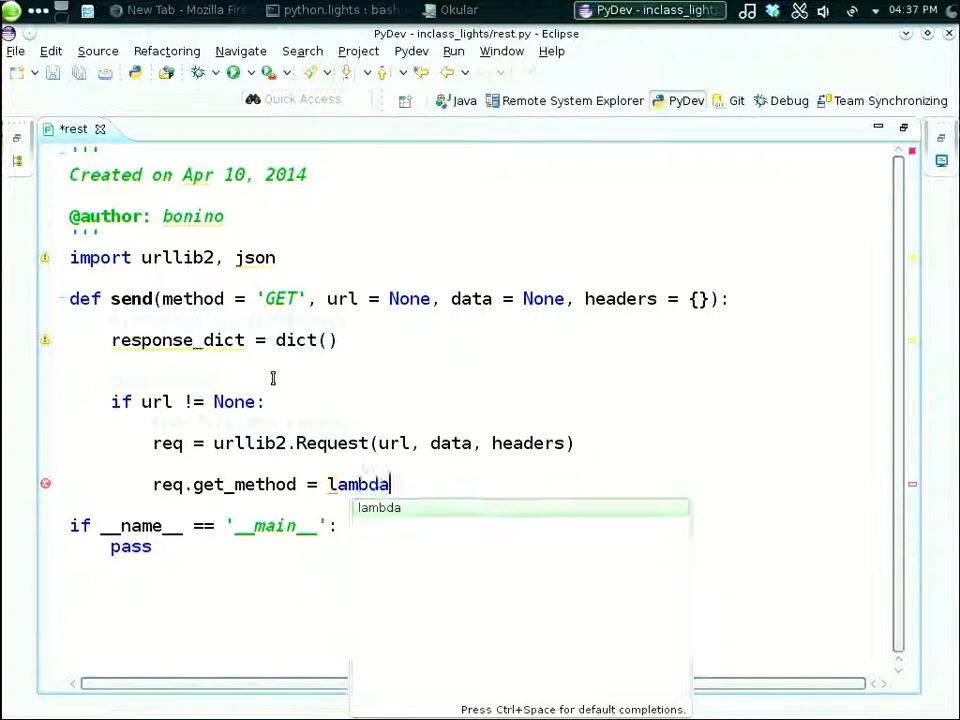 New Tab - Mozilla Fire
python.lights : bash
Okular
PyDev - inclass_light
04:37 PM
PyDev - inclass_lights/rest.py - Eclipse
File Edit Source Refactoring Navigate Search Project Pydev Run Window Help
Quick Access
Java Remote System Explorer PyDev Git Debug Team Synchronizing
*rest
'''
Created on Apr 10, 2014
@author: bonino
'''
import urllib2, json
def send(method = 'GET', url = None, data = None, headers = {}):
response_dict = dict()
if url != None:
req = urllib2.Request(url, data, headers)
req.get_method = lambda
lambda
if __name__ == '__main__':
pass
Press Ctrl+Space for default completions.